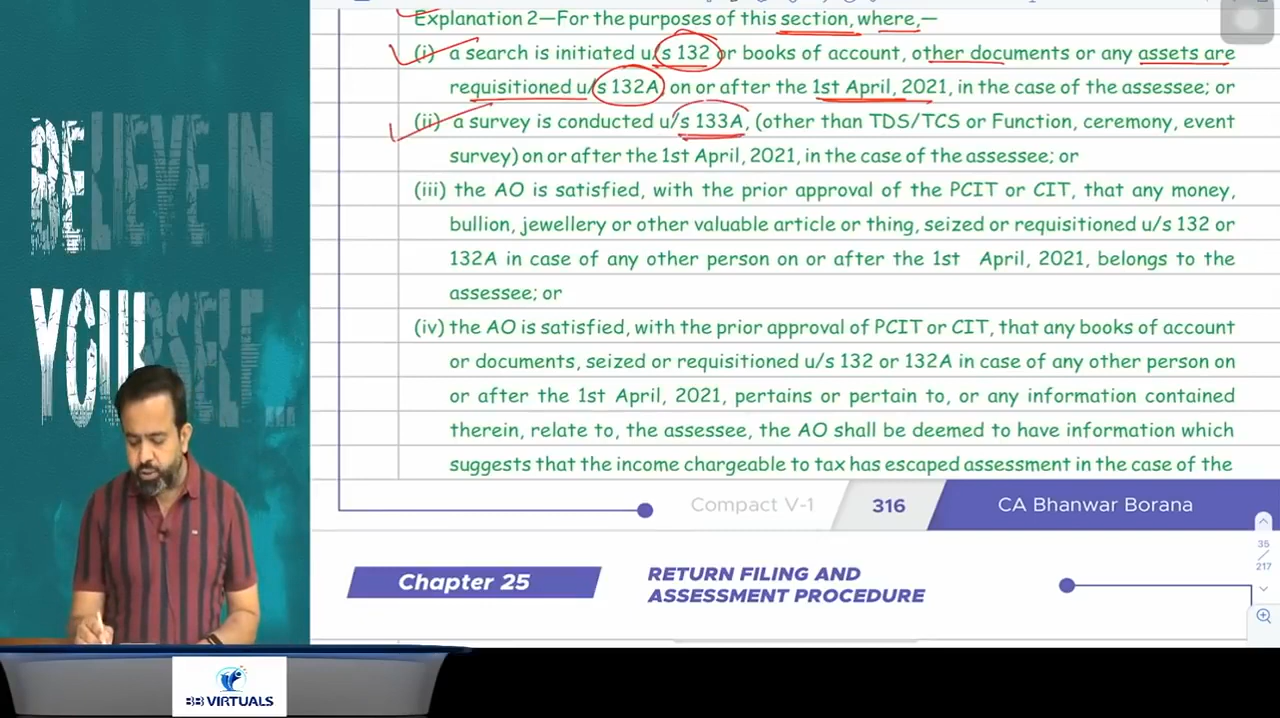 Explanation 2—For the purposes of this section, where,—
(i) a search is initiated u/s 132 or books of account, other documents or any assets are
requisitioned u/s 132A on or after the 1st April, 2021, in the case of the assessee; or
(ii) a survey is conducted u/s 133A, (other than TDS/TCS or Function, ceremony, event
survey) on or after the 1st April, 2021, in the case of the assessee; or
(iii) the AO is satisfied, with the prior approval of the PCIT or CIT, that any money,
bullion, jewellery or other valuable article or thing, seized or requisitioned u/s 132 or
132A in case of any other person on or after the 1st April, 2021, belongs to the
assessee; or
(iv) the AO is satisfied, with the prior approval of PCIT or CIT, that any books of account
or documents, seized or requisitioned u/s 132 or 132A in case of any other person on
or after the 1st April, 2021, pertains or pertain to, or any information contained
therein, relate to, the assessee, the AO shall be deemed to have information which
suggests that the income chargeable to tax has escaped assessment in the case of the
Compact V-1
316
CA Bhanwar Borana
Chapter 25
RETURN FILING AND
ASSESSMENT PROCEDURE
35
217
BELIEVE IN
YOURSELF...
BB VIRTUALS